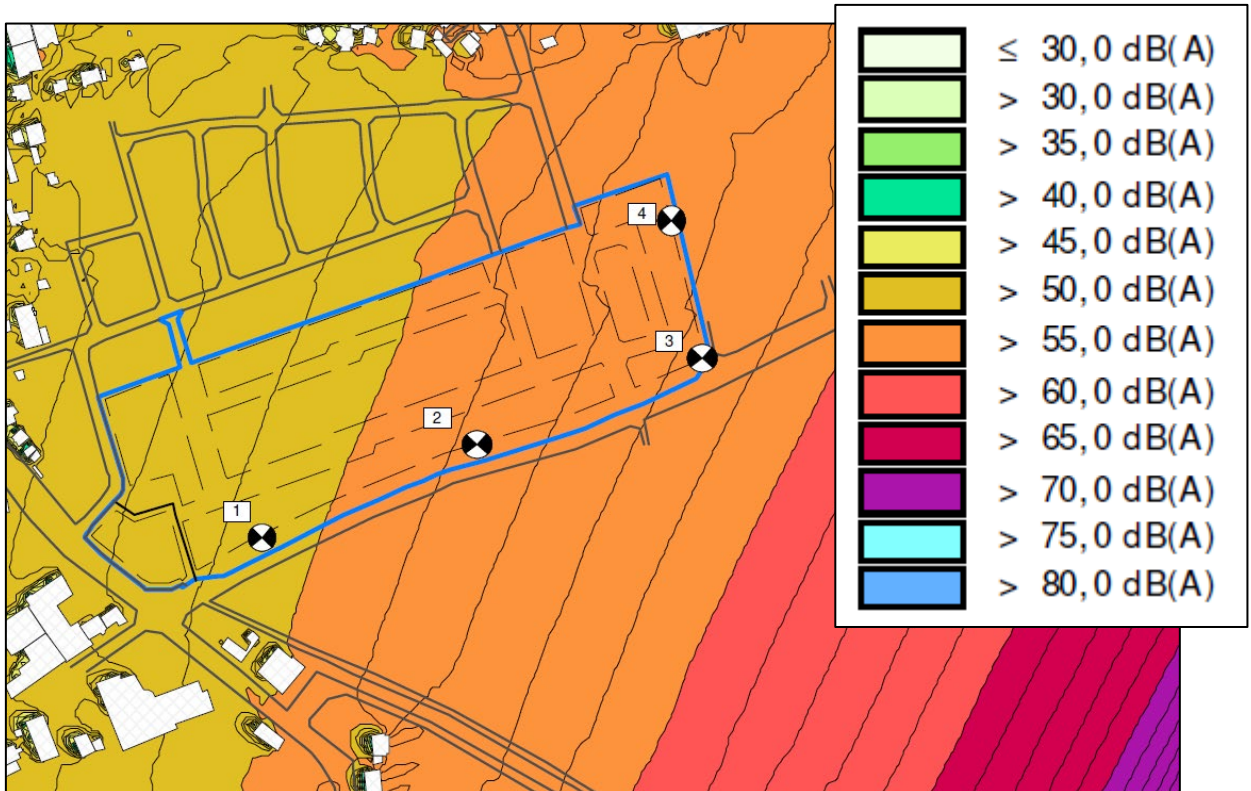 ≤ 30,0 dB(A)
> 30,0 dB(A)
> 35,0 dB(A)
> 40,0 dB(A)
> 45,0 dB(A)
> 50,0 dB(A)
> 55,0 dB(A)
> 60,0 dB(A)
> 65,0 dB(A)
> 70,0 dB(A)
> 75,0 dB(A)
> 80,0 dB(A)
4
3
2
1